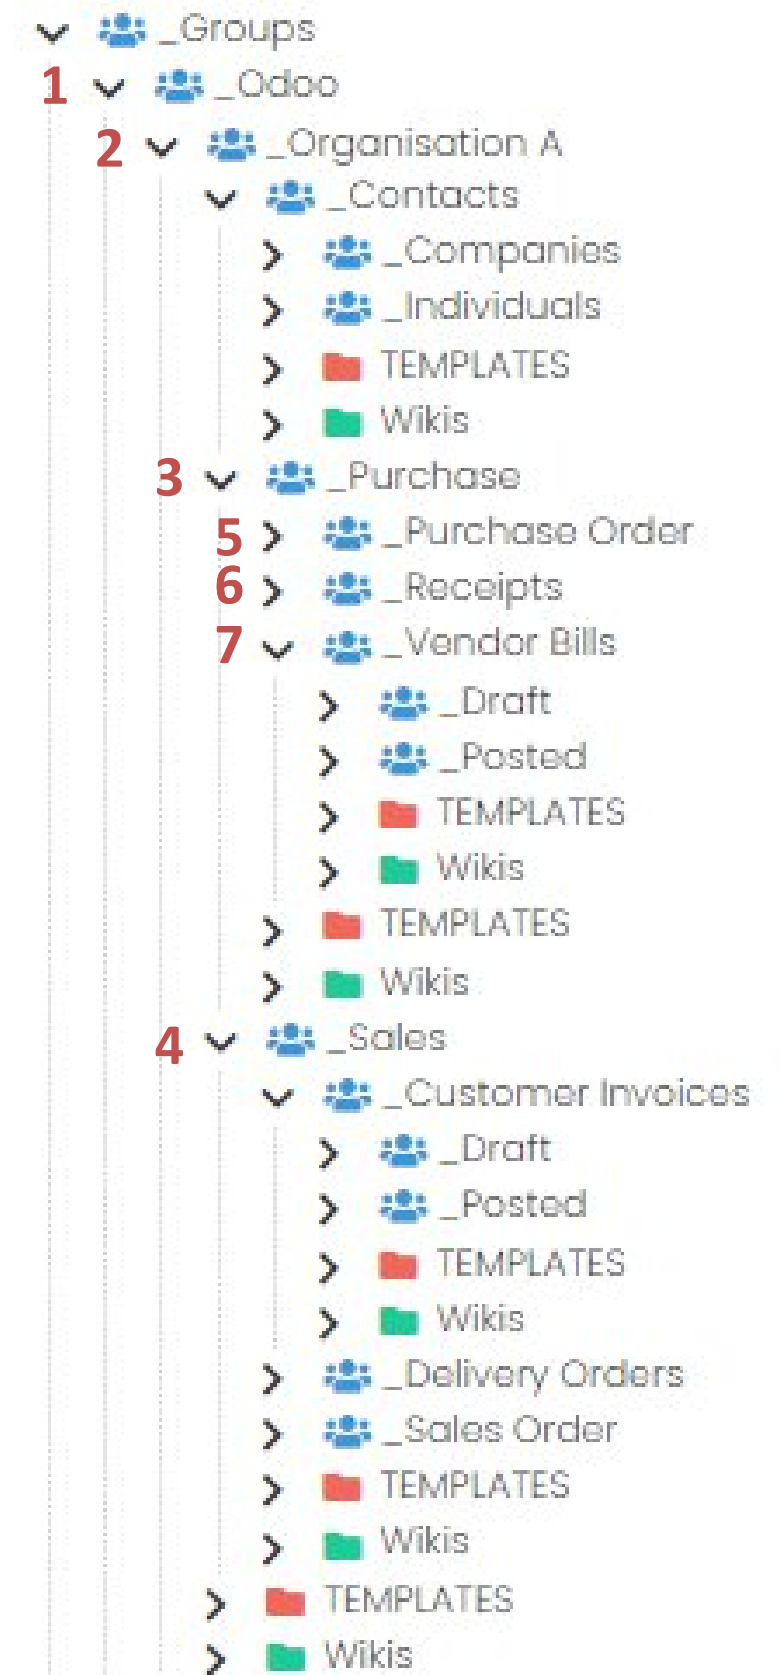 _Groups
1 _Odoo
2 _Organisation A
_Contacts
_Companies
_Individuals
TEMPLATES
Wikis
3 _Purchase
5 _Purchase Order
6 _Receipts
7 _Vendor Bills
_Draft
_Posted
TEMPLATES
Wikis
TEMPLATES
Wikis
4 _Sales
_Customer Invoices
_Draft
_Posted
TEMPLATES
Wikis
_Delivery Orders
_Sales Order
TEMPLATES
Wikis
TEMPLATES
Wikis